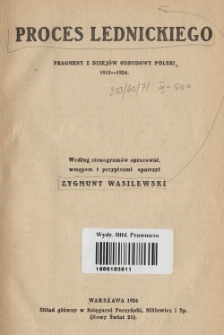 PROCES LEDNICKIEGO
FRAGMENT Z DZIEJÓW ODBUDOWY POLSKI
1915—1924.
Według stenogramów opracował,
wstępem i przypisami opatrzył
ZYGMUNT WASILEWSKI
Wydz. Bibl. Prawnicza
WARSZAWA 1924
Skład główny w księgarni Perzyński, Niklewicz i Sp.
(Nowy Świat 21).